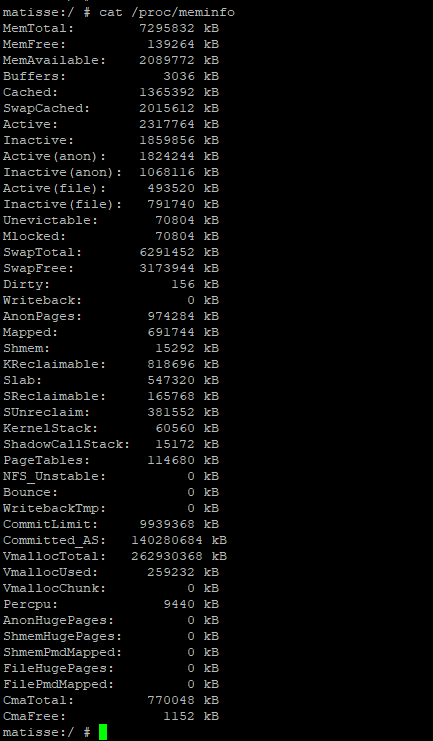 matisse:/ # cat /proc/meminfo
MemTotal:        7295832 kB
MemFree:          139264 kB
MemAvailable:    2089772 kB
Buffers:            3036 kB
Cached:          1365392 kB
SwapCached:      2015612 kB
Active:          2317764 kB
Inactive:        1859856 kB
Active(anon):    1824244 kB
Inactive(anon):  1068116 kB
Active(file):     493520 kB
Inactive(file):   791740 kB
Unevictable:       70804 kB
Mlocked:           70804 kB
SwapTotal:       6291452 kB
SwapFree:        3173944 kB
Dirty:               156 kB
Writeback:             0 kB
AnonPages:        974284 kB
Mapped:           691744 kB
Shmem:             15292 kB
KReclaimable:     818696 kB
Slab:             547320 kB
SReclaimable:     165768 kB
SUnreclaim:       381552 kB
KernelStack:       60560 kB
ShadowCallStack:   15172 kB
PageTables:       114680 kB
NFS_Unstable:          0 kB
Bounce:                0 kB
WritebackTmp:          0 kB
CommitLimit:     9939368 kB
Committed_AS:   140280684 kB
VmallocTotal:   262930368 kB
VmallocUsed:      259232 kB
VmallocChunk:          0 kB
Percpu:             9440 kB
AnonHugePages:         0 kB
ShmemHugePages:        0 kB
ShmemPmdMapped:        0 kB
FileHugePages:         0 kB
FilePmdMapped:         0 kB
CmaTotal:         770048 kB
CmaFree:            1152 kB
matisse:/ #